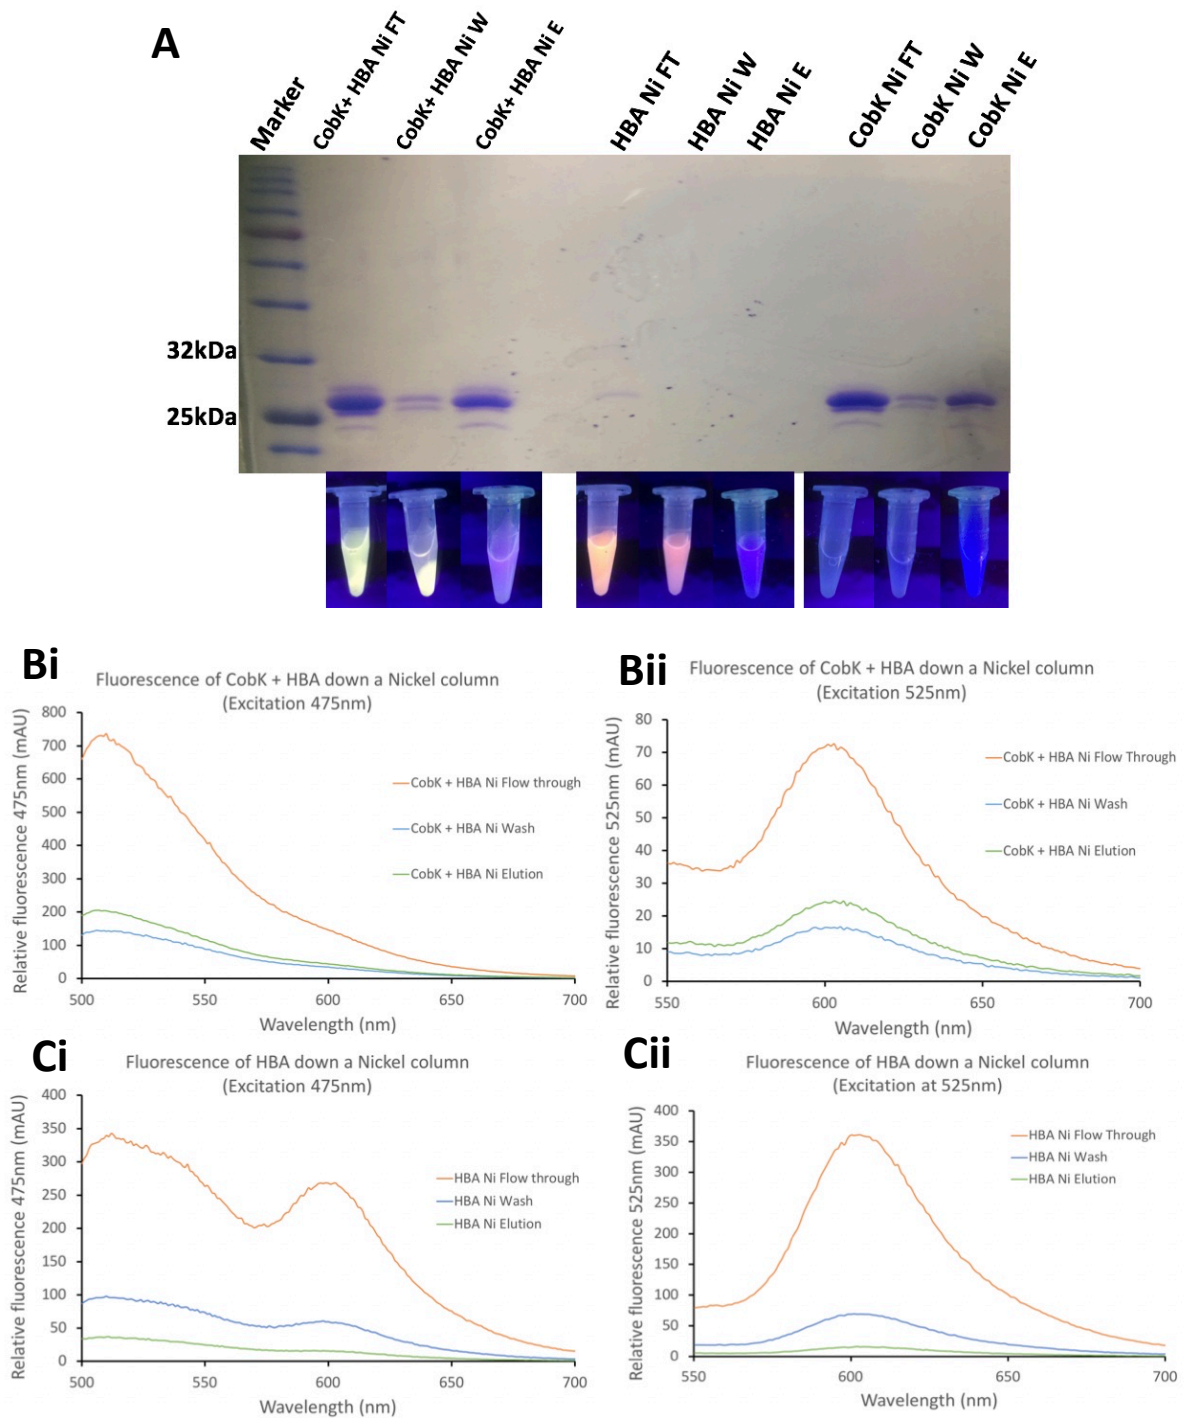 A
Marker
CobK+ HBA Ni FT
CobK+ HBA Ni W
CobK+ HBA Ni E
HBA Ni FT
HBA Ni W
HBA Ni E
CobK Ni FT
CobK Ni W
CobK Ni E
32kDa
25kDa
Bi
Fluorescence of CobK + HBA down a Nickel column
(Excitation 475nm)
Relative fluorescence 475nm (mAU)
800
700
600
500
400
300
200
100
0
CobK + HBA Ni Flow through
CobK + HBA Ni Wash
CobK + HBA Ni Elution
500
550
600
650
700
Wavelength (nm)
Bii
Fluorescence of CobK + HBA down a Nickel column
(Excitation 525nm)
Relative fluorescence 525nm (mAU)
80
70
60
50
40
30
20
10
0
CobK + HBA Ni Flow Through
CobK + HBA Ni Wash
CobK + HBA Ni Elution
550
600
650
700
Wavelength (nm)
Ci
Fluorescence of HBA down a Nickel column
(Excitation 475nm)
Relative fluorescence 475nm (mAU)
400
350
300
250
200
150
100
50
0
HBA Ni Flow through
HBA Ni Wash
HBA Ni Elution
500
550
600
650
700
Wavelength (nm)
Cii
Fluorescence of HBA down a Nickel column
(Excitation at 525nm)
Relative fluorescence 525nm (mAU)
400
350
300
250
200
150
100
50
0
HBA Ni Flow Through
HBA Ni Wash
HBA Ni Elution
550
600
650
700
Wavelength (nm)